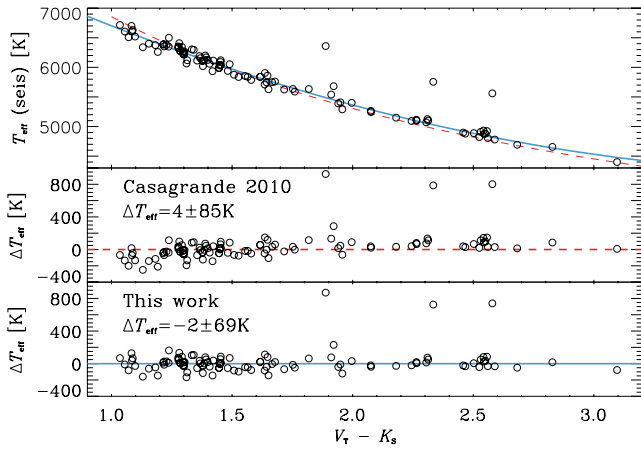 7000
6000
5000
T_eff (seis) [K]
Casagrande 2010
ΔT_eff=4±85K
800
400
0
−400
ΔT_eff [K]
This work
ΔT_eff=−2±69K
800
400
0
−400
ΔT_eff [K]
1.0 1.5 2.0 2.5 3.0
V_T − K_S